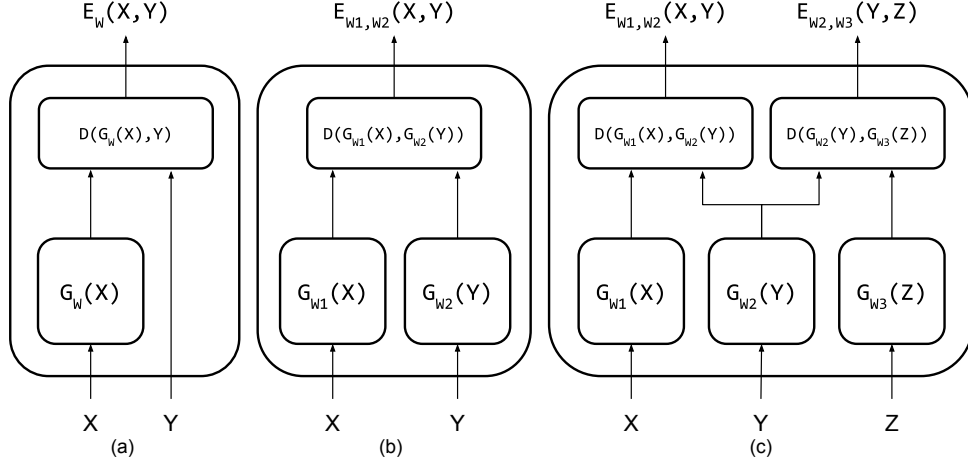 E_W(X,Y)
D(G_W(X),Y)
G_W(X)
X Y
(a)
E_W1,W2(X,Y)
D(G_W1(X),G_W2(Y))
G_W1(X) G_W2(Y)
X Y
(b)
E_W1,W2(X,Y) E_W2,W3(Y,Z)
D(G_W1(X),G_W2(Y)) D(G_W2(Y),G_W3(Z))
G_W1(X) G_W2(Y) G_W3(Z)
X Y Z
(c)